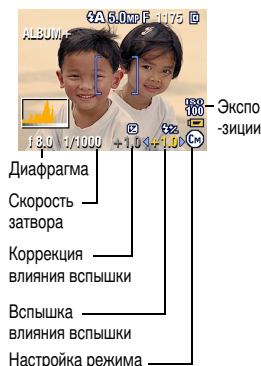 ⚡A 5.0MP F 1175
ALBUM+
ISO
100
f 8.0 1/1000 +1.0 +1.0 См
Экспо
-зиции
Диафрагма
Скорость
затвора
Коррекция
влияния вспышки
Вспышка
влияния вспышки
Настройка режима